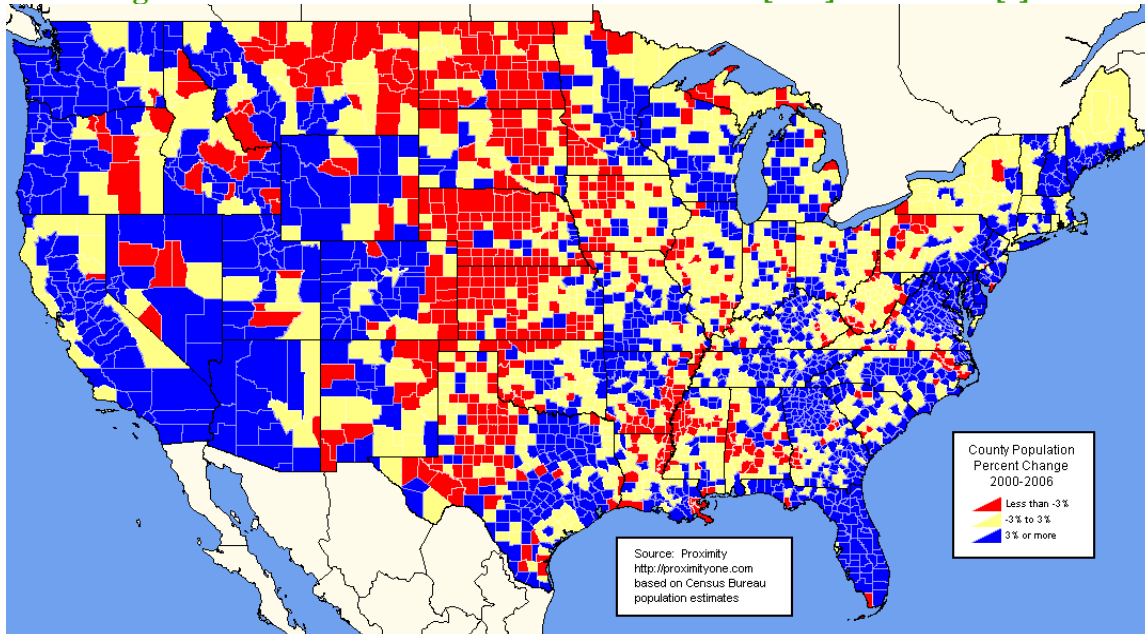 County Population
Percent Change
2000-2006
Less than -3%
-3% to 3%
3% or more
Source: Proximity
http://proximityone.com
based on Census Bureau
population estimates